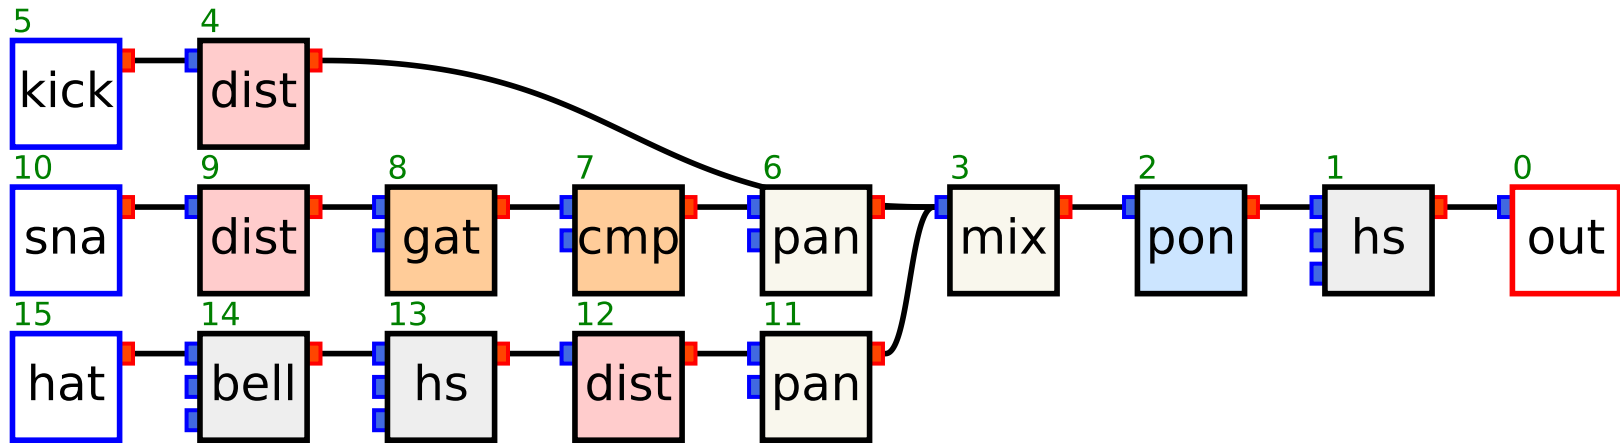 5 4
kick dist
10 9 8 7 6 3 2 1 0
sna dist gat cmp pan mix pon hs out
15 14 13 12 11
hat bell hs dist pan